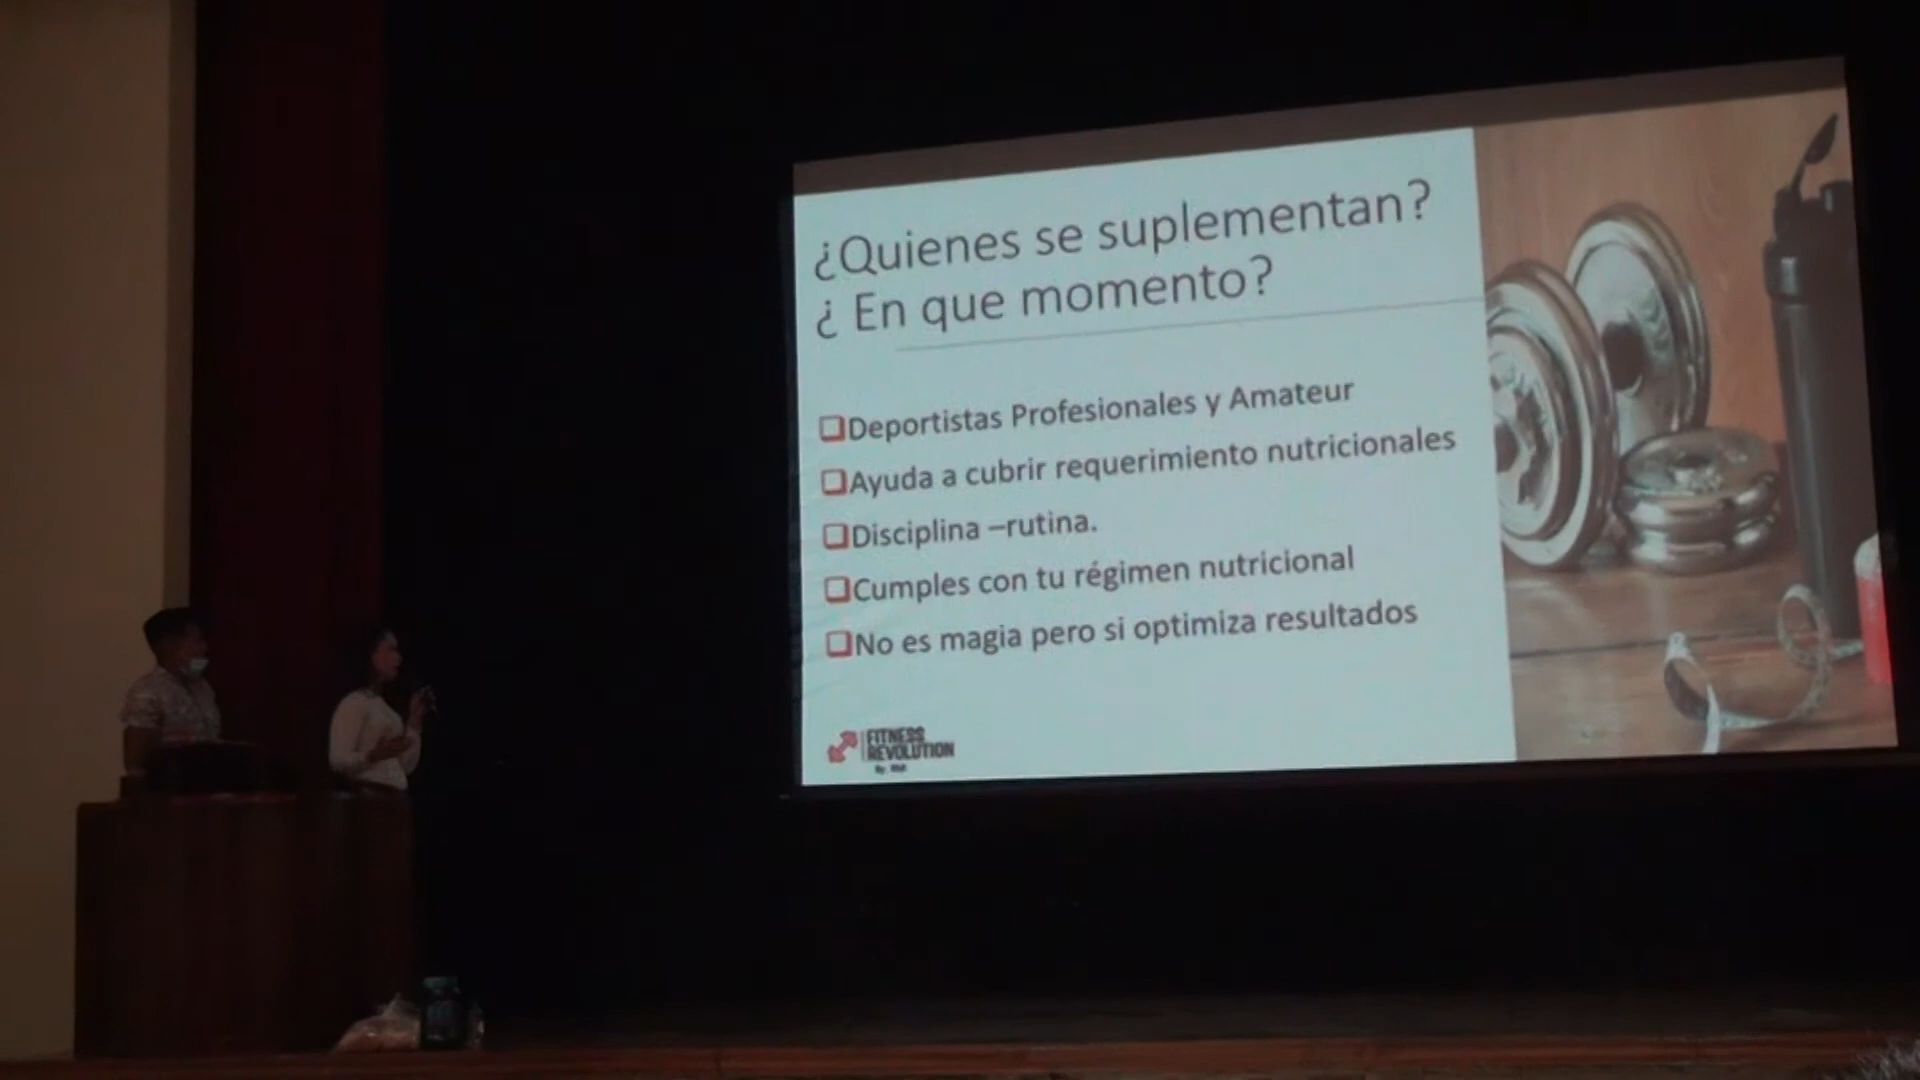 ¿Quienes se suplementan?
¿ En que momento?
❑Deportistas Profesionales y Amateur
❑Ayuda a cubrir requerimiento nutricionales
❑Disciplina –rutina.
❑Cumples con tu régimen nutricional
❑No es magia pero si optimiza resultados
FITNESS
REVOLUTION
By: